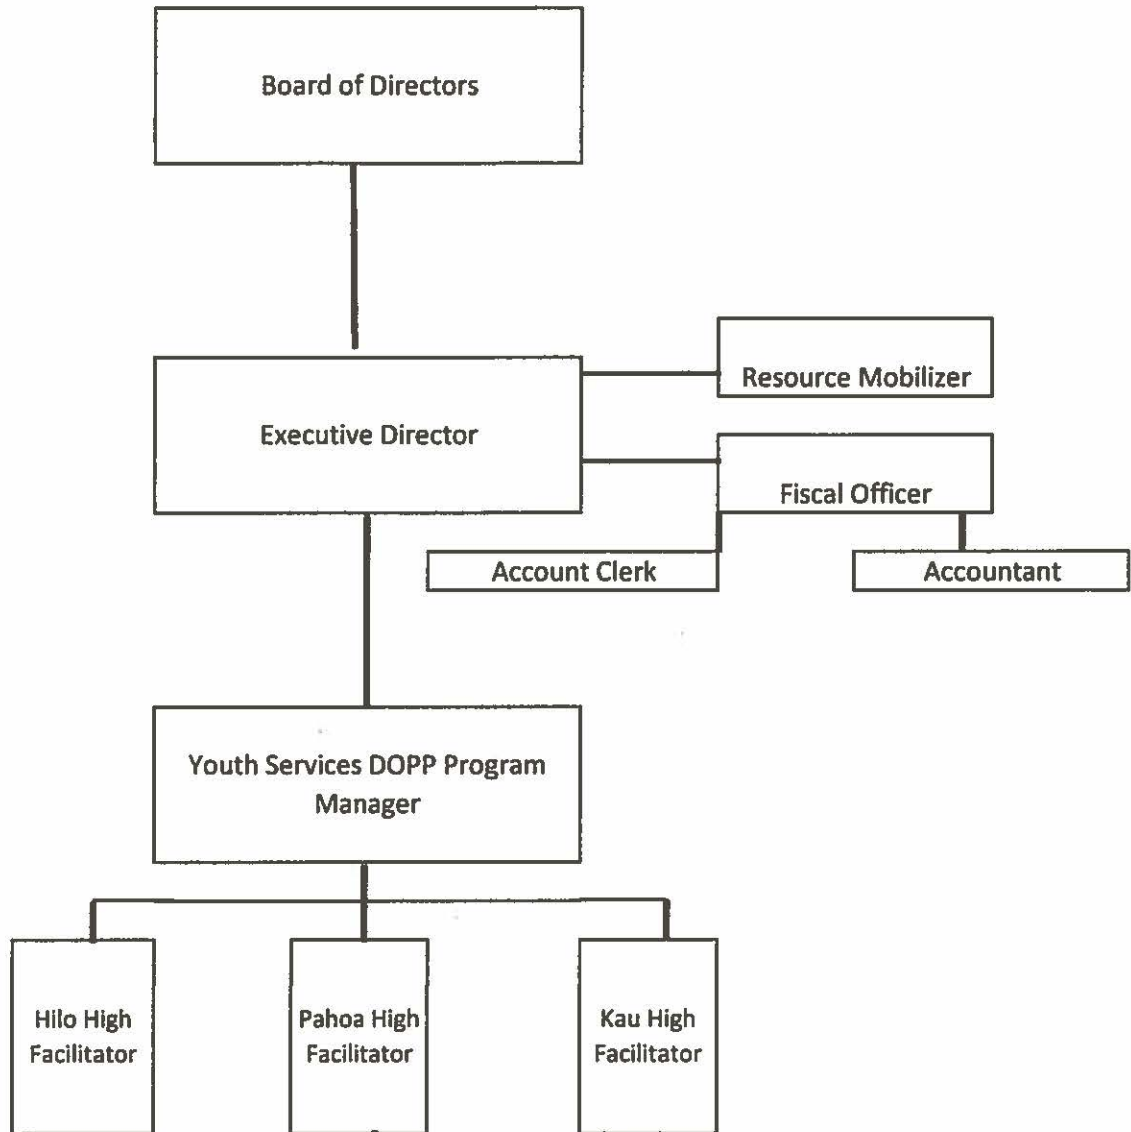 Board of Directors
Resource Mobilizer
Executive Director
Fiscal Officer
Account Clerk
Accountant
Youth Services DOPP Program
Manager
Hilo High
Facilitator
Pahoa High
Facilitator
Kau High
Facilitator